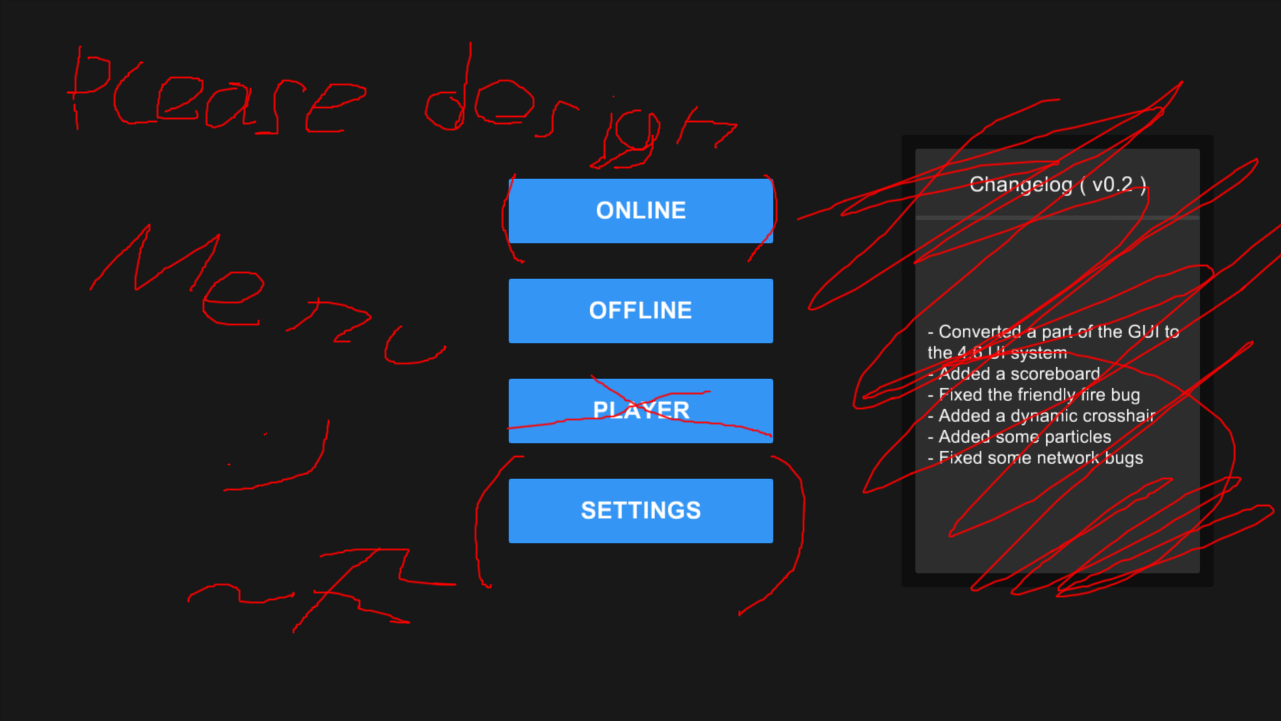 Please design
Menu
:)
ONLINE
OFFLINE
PLAYER
SETTINGS
Changelog ( v0.2 )
- Converted a part of the GUI to
the 4.6 UI system
- Added a scoreboard
- Fixed the friendly fire bug
- Added a dynamic crosshair
- Added some particles
- Fixed some network bugs